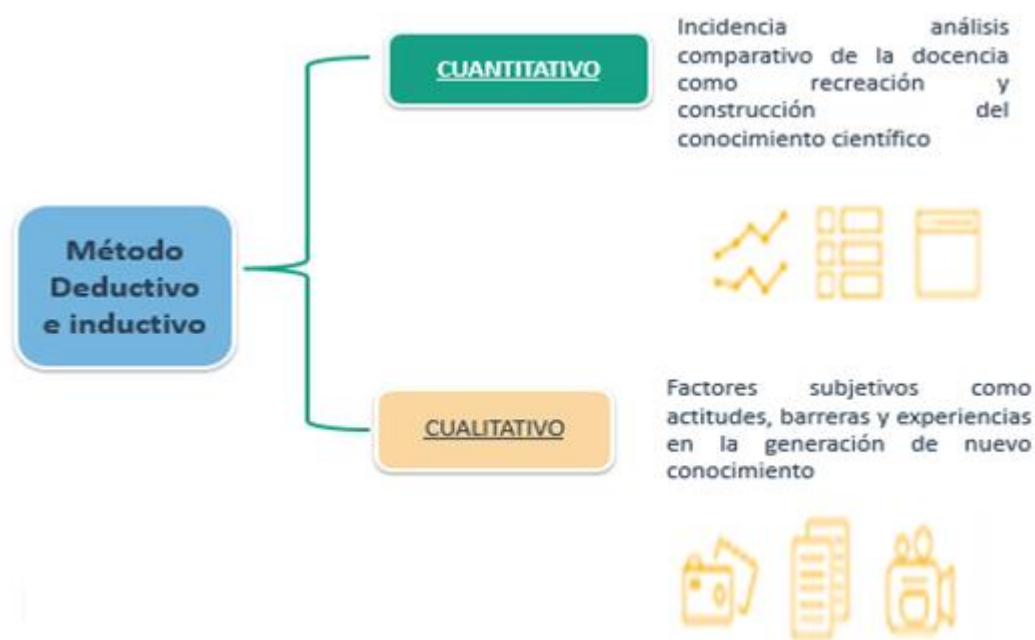 Método
Deductivo
e inductivo
CUANTITATIVO
Incidencia análisis
comparativo de la docencia
como recreación y
construcción del
conocimiento científico
CUALITATIVO
Factores subjetivos como
actitudes, barreras y experiencias
en la generación de nuevo
conocimiento